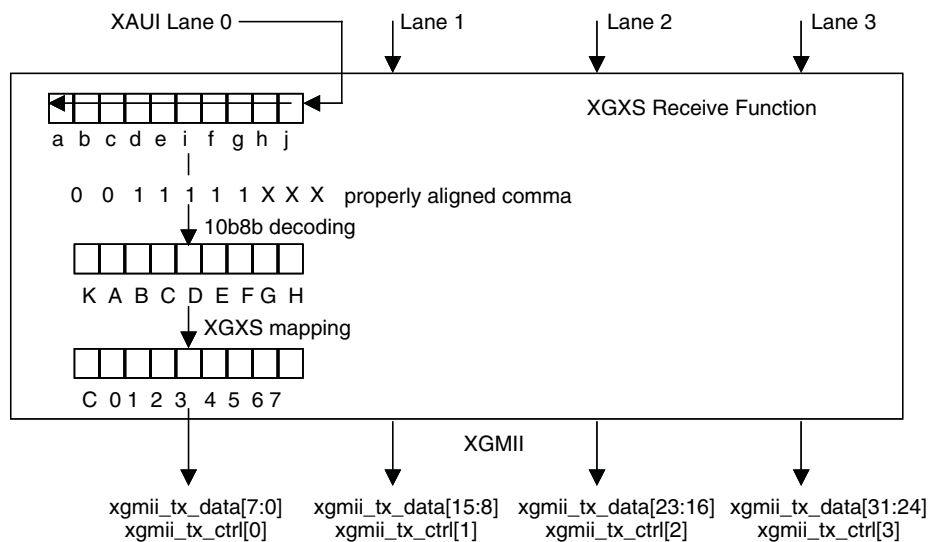 XAUI Lane 0 Lane 1 Lane 2 Lane 3
XGXS Receive Function
a b c d e i f g h j
0 0 1 1 1 1 1 X X X properly aligned comma
10b8b decoding
K A B C D E F G H
XGXS mapping
C 0 1 2 3 4 5 6 7
XGMII
xgmii_tx_data[7:0] xgmii_tx_data[15:8] xgmii_tx_data[23:16] xgmii_tx_data[31:24]
xgmii_tx_ctrl[0] xgmii_tx_ctrl[1] xgmii_tx_ctrl[2] xgmii_tx_ctrl[3]